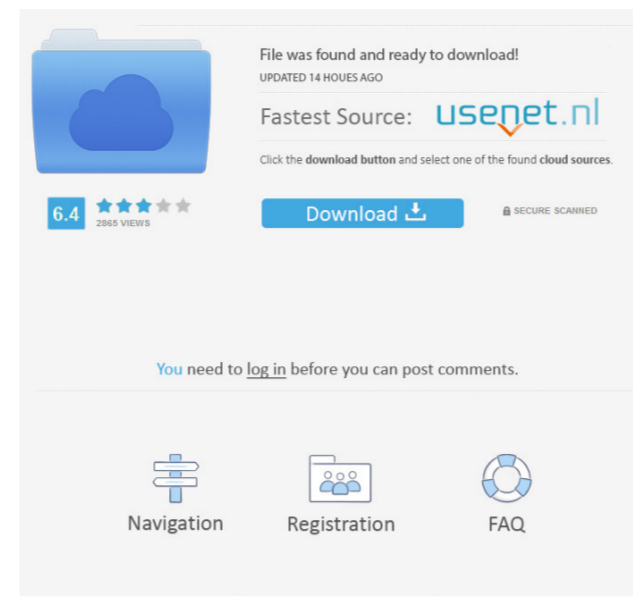 File was found and ready to download!
UPDATED 14 HOUES AGO
Fastest Source: usenet.nl
Click the download button and select one of the found cloud sources.
6.4
2865 VIEWS
Download
SECURE SCANNED
You need to log in before you can post comments.
Navigation
Registration
FAQ